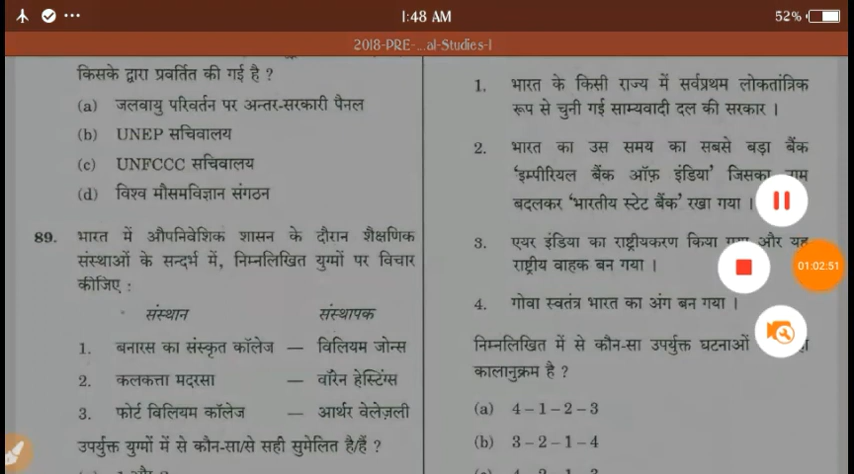 1:48 AM
52%
2018-PRE-...al-Studies-I
किसके द्वारा प्रवर्तित की गई है ?
(a) जलवायु परिवर्तन पर अन्तर-सरकारी पैनल
(b) UNEP सचिवालय
(c) UNFCCC सचिवालय
(d) विश्व मौसमविज्ञान संगठन
89. भारत में औपनिवेशिक शासन के दौरान शैक्षणिक
संस्थाओं के सन्दर्भ में, निम्नलिखित युग्मों पर विचार
कीजिए :
संस्थान संस्थापक
1. बनारस का संस्कृत कॉलेज — विलियम जोन्स
2. कलकत्ता मदरसा — वॉरेन हेस्टिंग्स
3. फोर्ट विलियम कॉलेज — आर्थर वेलेज़ली
उपर्युक्त युग्मों में से कौन-सा/से सही सुमेलित है/हैं ?
1. भारत के किसी राज्य में सर्वप्रथम लोकतांत्रिक
रूप से चुनी गई साम्यवादी दल की सरकार ।
2. भारत का उस समय का सबसे बड़ा बैंक
‘इम्पीरियल बैंक ऑफ़ इंडिया’ जिसका
बदलकर ‘भारतीय स्टेट बैंक’ रखा गया ।
3. एयर इंडिया का राष्ट्रीयकरण किया और यह
राष्ट्रीय वाहक बन गया ।
4. गोवा स्वतंत्र भारत का अंग बन गया ।
निम्नलिखित में से कौन-सा उपर्युक्त घटनाओं
कालानुक्रम है ?
(a) 4 – 1 – 2 – 3
(b) 3 – 2 – 1 – 4
01:02:51